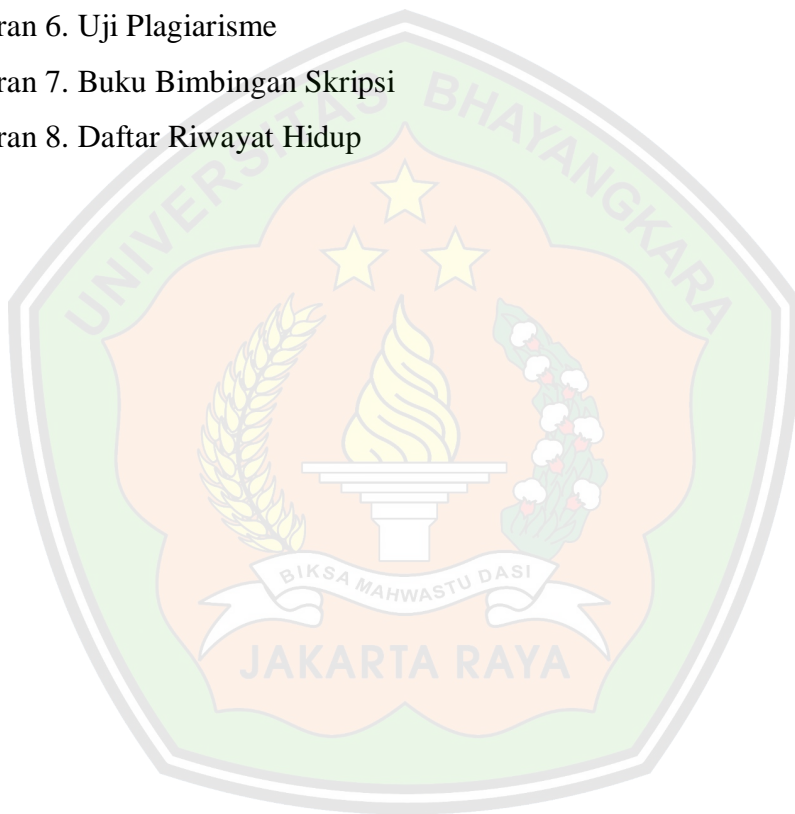 ran 6. Uji Plagiarisme
ran 7. Buku Bimbingan Skripsi
ran 8. Daftar Riwayat Hidup
UNIVERSITAS BHAYANGKARA
BIKSA MAHWASTU DASI
JAKARTA RAYA